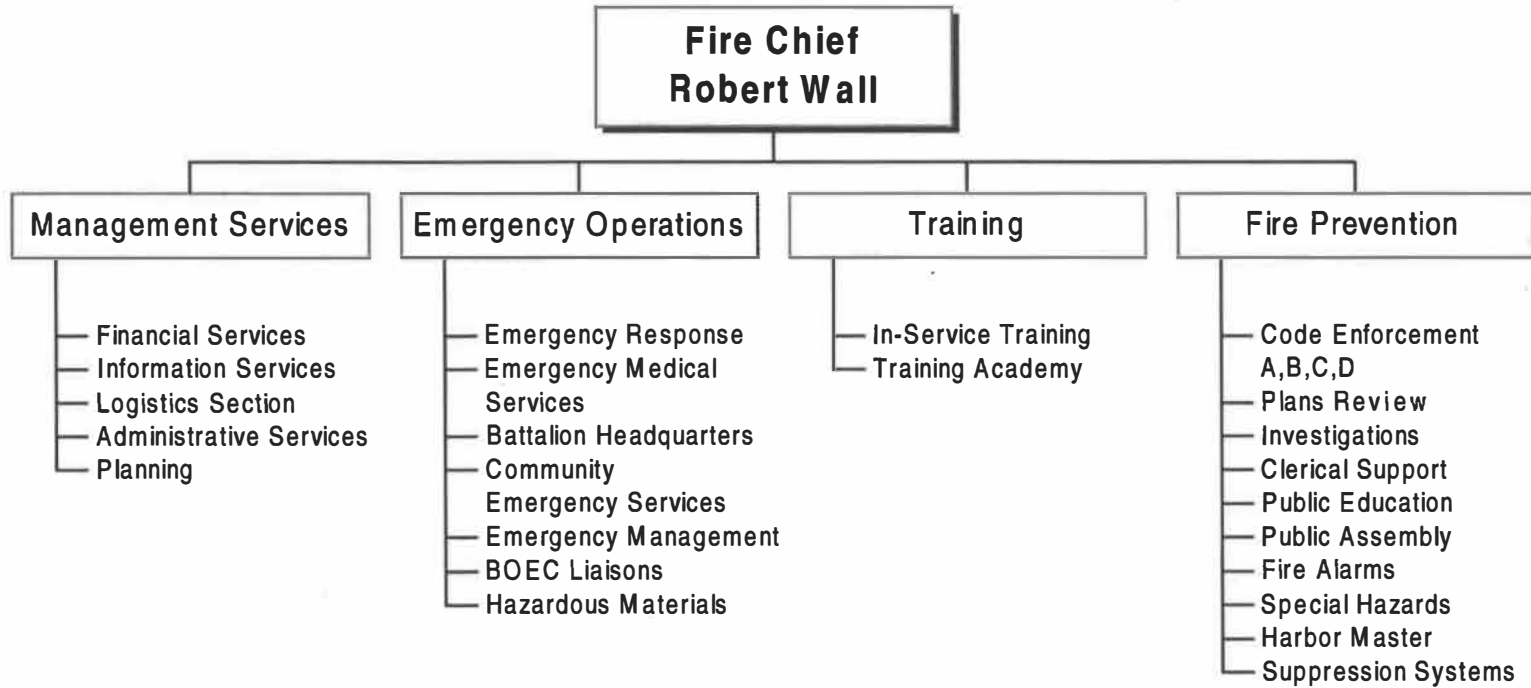 Fire Chief
Robert Wall
Management Services
Financial Services
Information Services
Logistics Section
Administrative Services
Planning
Emergency Operations
Emergency Response
Emergency Medical
Services
Battalion Headquarters
Community
Emergency Services
Emergency Management
BOEC Liaisons
Hazardous Materials
Training
In-Service Training
Training Academy
Fire Prevention
Code Enforcement
A,B,C,D
Plans Review
Investigations
Clerical Support
Public Education
Public Assembly
Fire Alarms
Special Hazards
Harbor Master
Suppression Systems